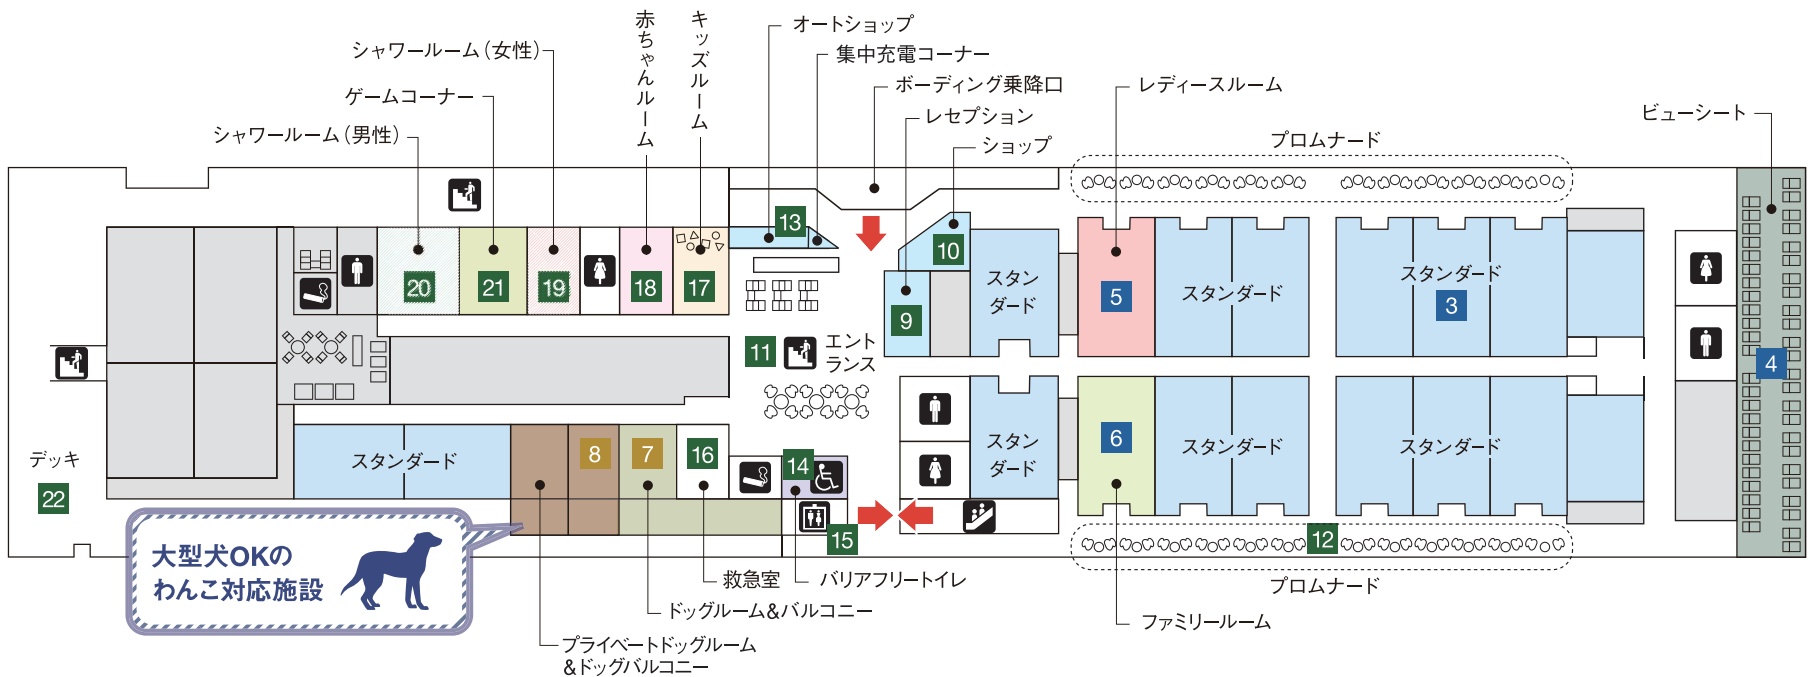 オートショップ
集中充電コーナー
ボーディング乗降口
レセプション
ショップ
レディースルーム
プロムナード
ビューシート
キッズルーム
赤ちゃんルーム
シャワールーム(女性)
ゲームコーナー
シャワールーム(男性)
13
10
9
20
21
19
18
17
スタン
ダード
5
スタンダード
スタンダード
3
11
エント
ランス
4
スタンダード
8
7
16
14
15
スタン
ダード
6
スタンダード
スタンダード
12
デッキ
22
大型犬OKの
わんこ対応施設
救急室
バリアフリートイレ
ドッグルーム&バルコニー
プライベートドッグルーム
&ドッグバルコニー
プロムナード
ファミリールーム